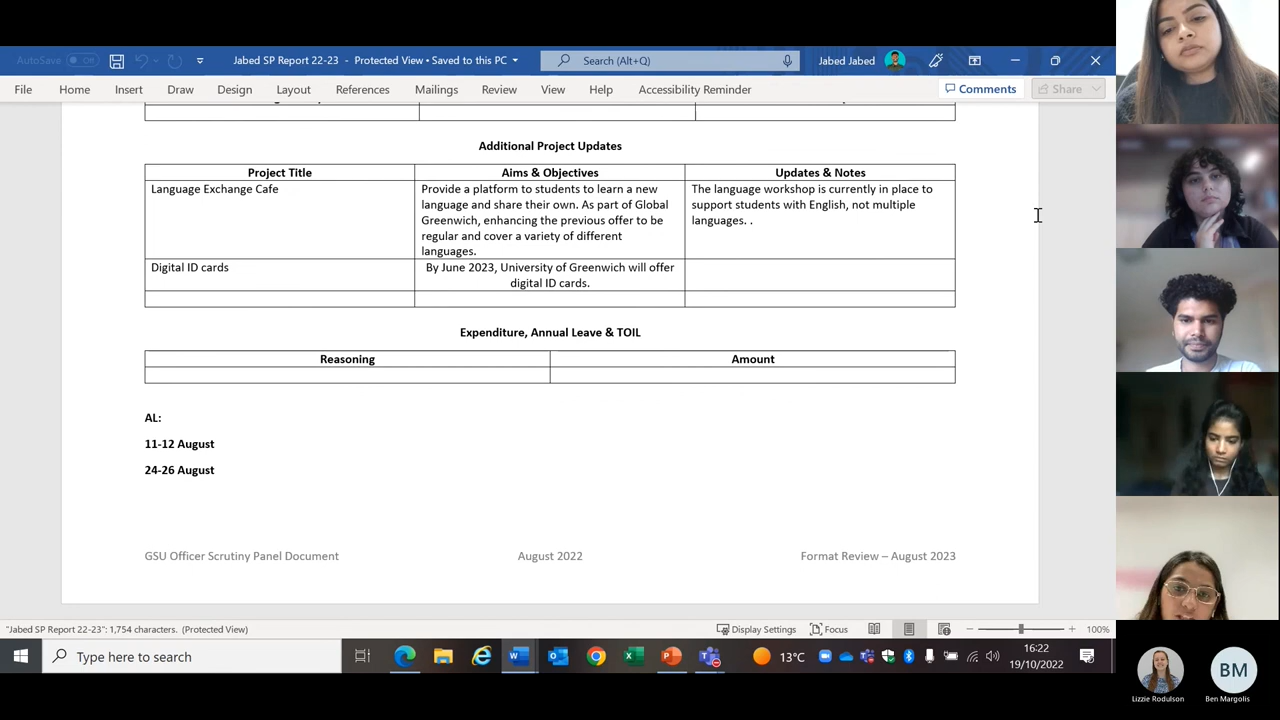 AutoSave Off
Jabed SP Report 22-23 - Protected View • Saved to this PC
Search (Alt+Q)
Jabed Jabed
File Home Insert Draw Design Layout References Mailings Review View Help Accessibility Reminder
Comments Share
Additional Project Updates
Project Title
Aims & Objectives
Updates & Notes
Language Exchange Cafe
Provide a platform to students to learn a new
language and share their own. As part of Global
Greenwich, enhancing the previous offer to be
regular and cover a variety of different
languages.
The language workshop is currently in place to
support students with English, not multiple
languages. .
Digital ID cards
By June 2023, University of Greenwich will offer
digital ID cards.
Expenditure, Annual Leave & TOIL
Reasoning
Amount
AL:
11-12 August
24-26 August
GSU Officer Scrutiny Panel Document
August 2022
Format Review – August 2023
"Jabed SP Report 22-23": 1,754 characters. (Protected View)
Display Settings
Focus
100%
Type here to search
13°C
16:22
19/10/2022
BM
Lizzie Rodulson
Ben Margolis